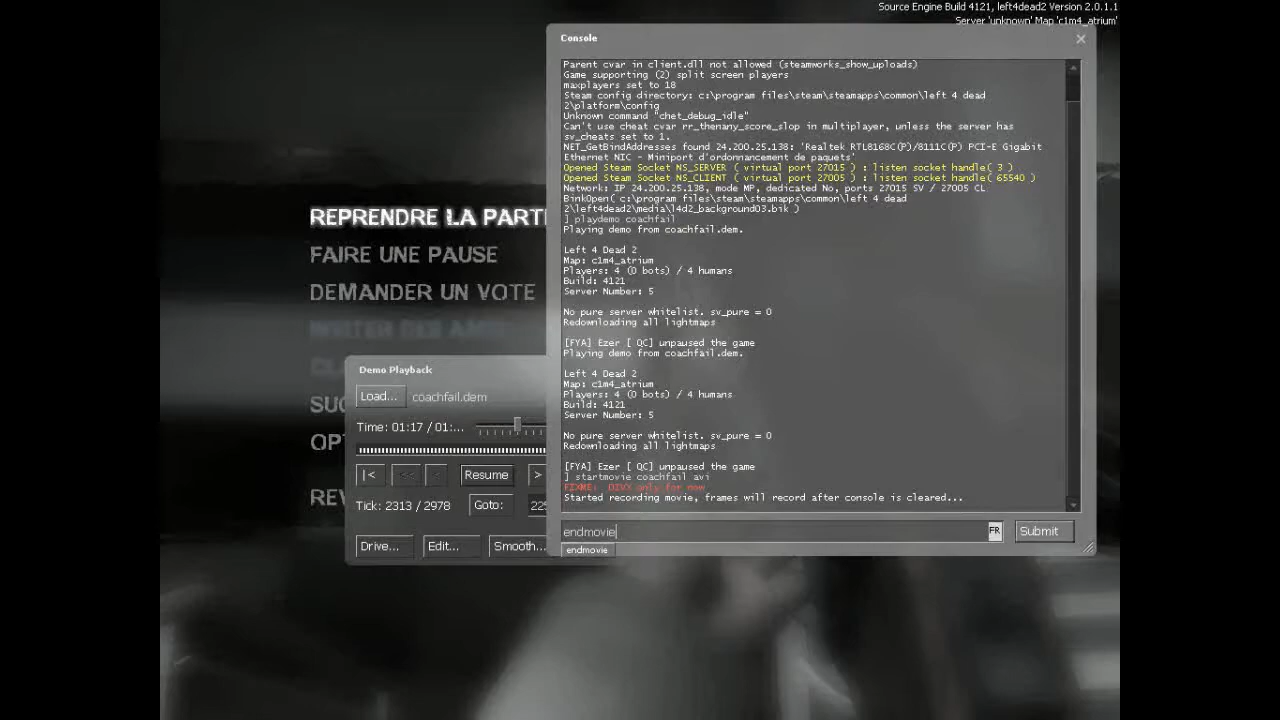 Source Engine Build 4121, left4dead2 Version 2.0.1.1
Server 'unknown' Map 'c1m4_atrium'
Console
Parent cvar in client.dll not allowed (steamworks_show_uploads)
Game supporting (2) split screen players
maxplayers set to 18
Steam config directory: c:\program files\steam\steamapps\common\left 4 dead
2\platform\config
Unknown command "chet_debug_idle"
Can't use cheat cvar rr_thenany_score_slop in multiplayer, unless the server has
sv_cheats set to 1.
NET_GetBindAddresses found 24.200.25.138: 'Realtek RTL8168C(P)/8111C(P) PCI-E Gigabit
Ethernet NIC - Miniport d'ordonnancement de paquets'
Opened Steam Socket NS_SERVER ( virtual port 27015 ) : listen socket handle( 3 )
Opened Steam Socket NS_CLIENT ( virtual port 27005 ) : listen socket handle( 65540 )
Network: IP 24.200.25.138, mode MP, dedicated No, ports 27015 SV / 27005 CL
BinkOpen( c:\program files\steam\steamapps\common\left 4 dead
2\left4dead2\media\l4d2_background03.bik )
] playdemo coachfail
Playing demo from coachfail.dem.
Left 4 Dead 2
Map: c1m4_atrium
Players: 4 (0 bots) / 4 humans
Build: 4121
Server Number: 5
No pure server whitelist. sv_pure = 0
Redownloading all lightmaps
[FYA] Ezer [ QC] unpaused the game
Playing demo from coachfail.dem.
Left 4 Dead 2
Map: c1m4_atrium
Players: 4 (0 bots) / 4 humans
Build: 4121
Server Number: 5
No pure server whitelist. sv_pure = 0
Redownloading all lightmaps
[FYA] Ezer [ QC] unpaused the game
] startmovie coachfail avi
FIXME: DIVX only for now
Started recording movie, frames will record after console is cleared...
endmovie
FR
Submit
endmovie
REPRENDRE LA PARTI
FAIRE UNE PAUSE
DEMANDER UN VOTE
INVITER DES A
SUC
OPT
REV
Demo Playback
Load...
coachfail.dem
Time: 01:17 / 01:...
|<
<<
<
Resume
>
Tick: 2313 / 2978
Goto:
229
Drive...
Edit...
Smooth...